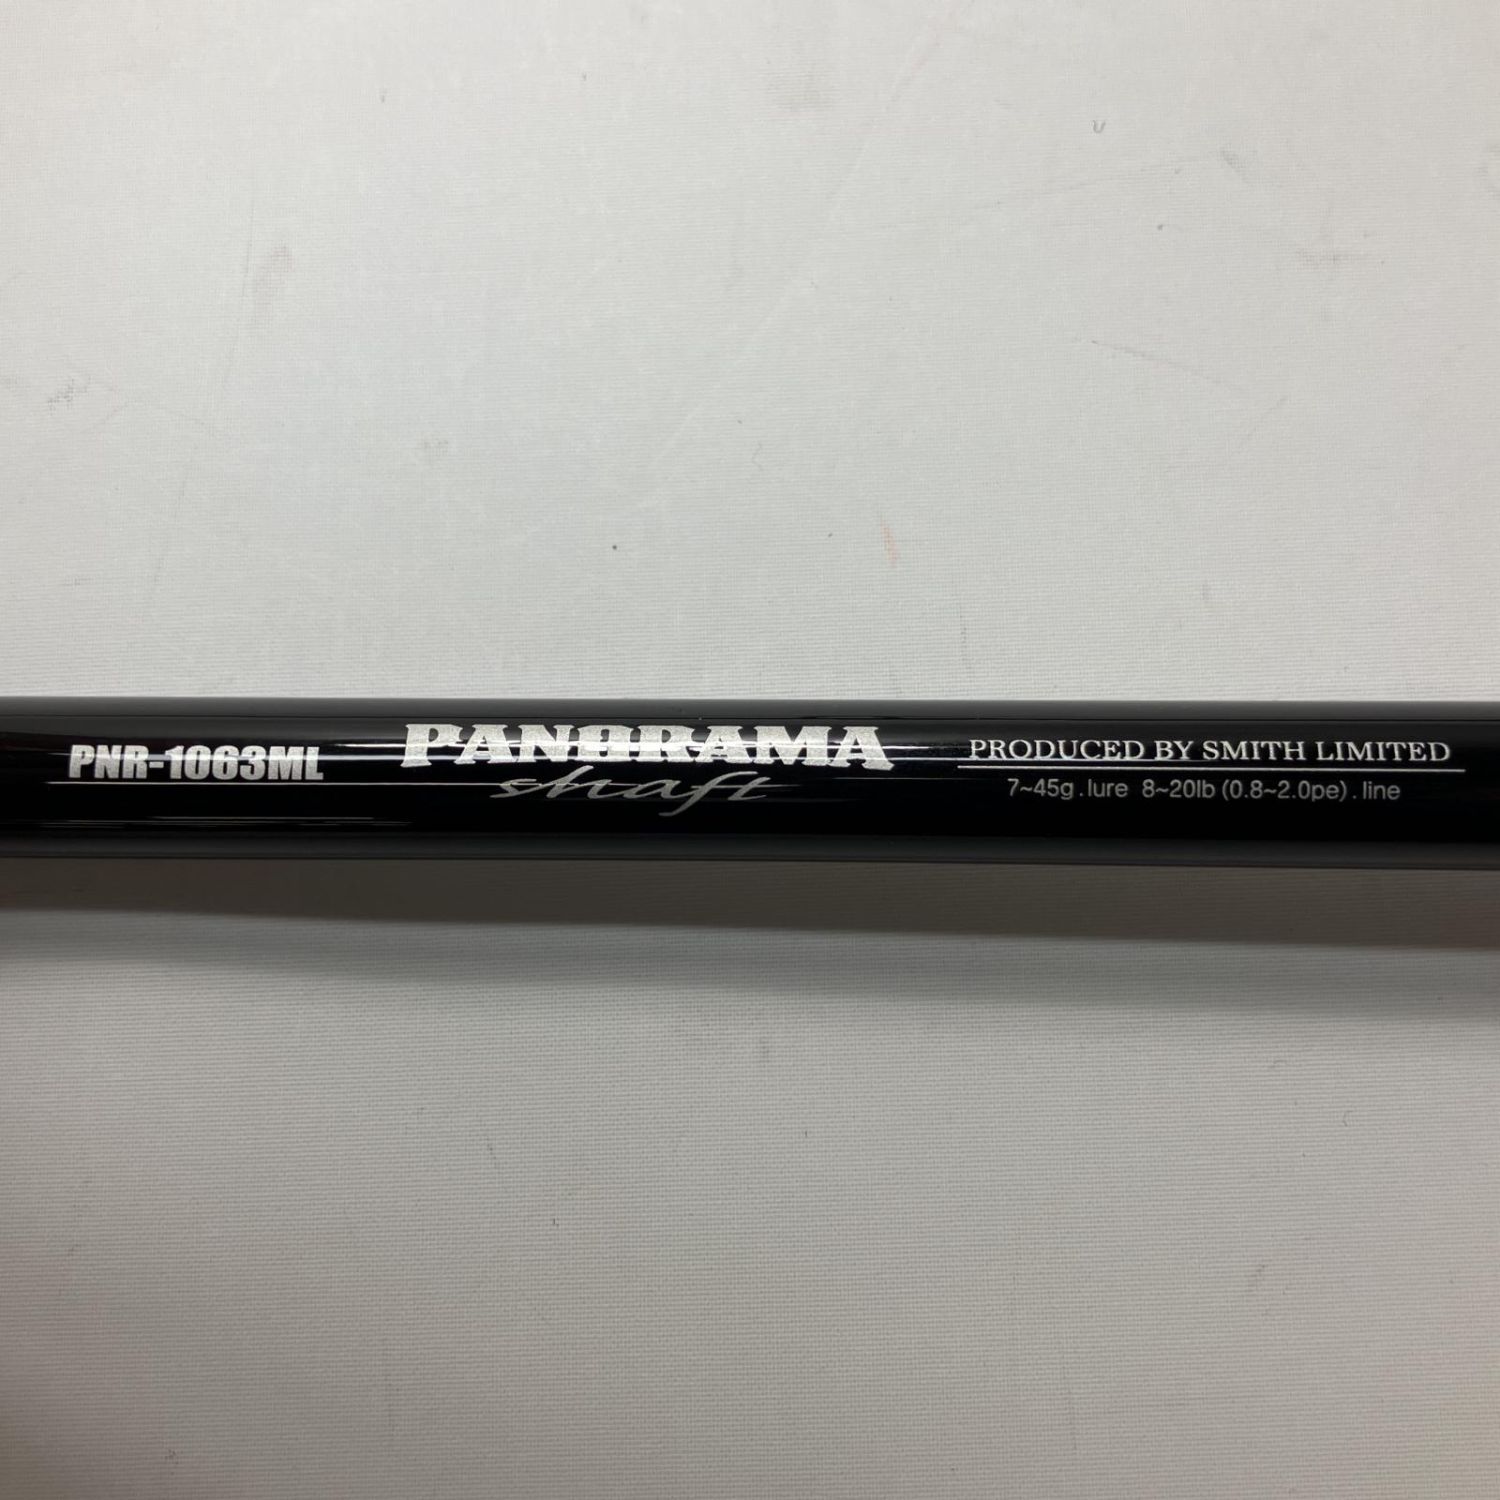 PNR-1063ML
PANORAMA
shaft
PRODUCED BY SMITH LIMITED
7~45g.lure 8~20lb (0.8~2.0pe).line